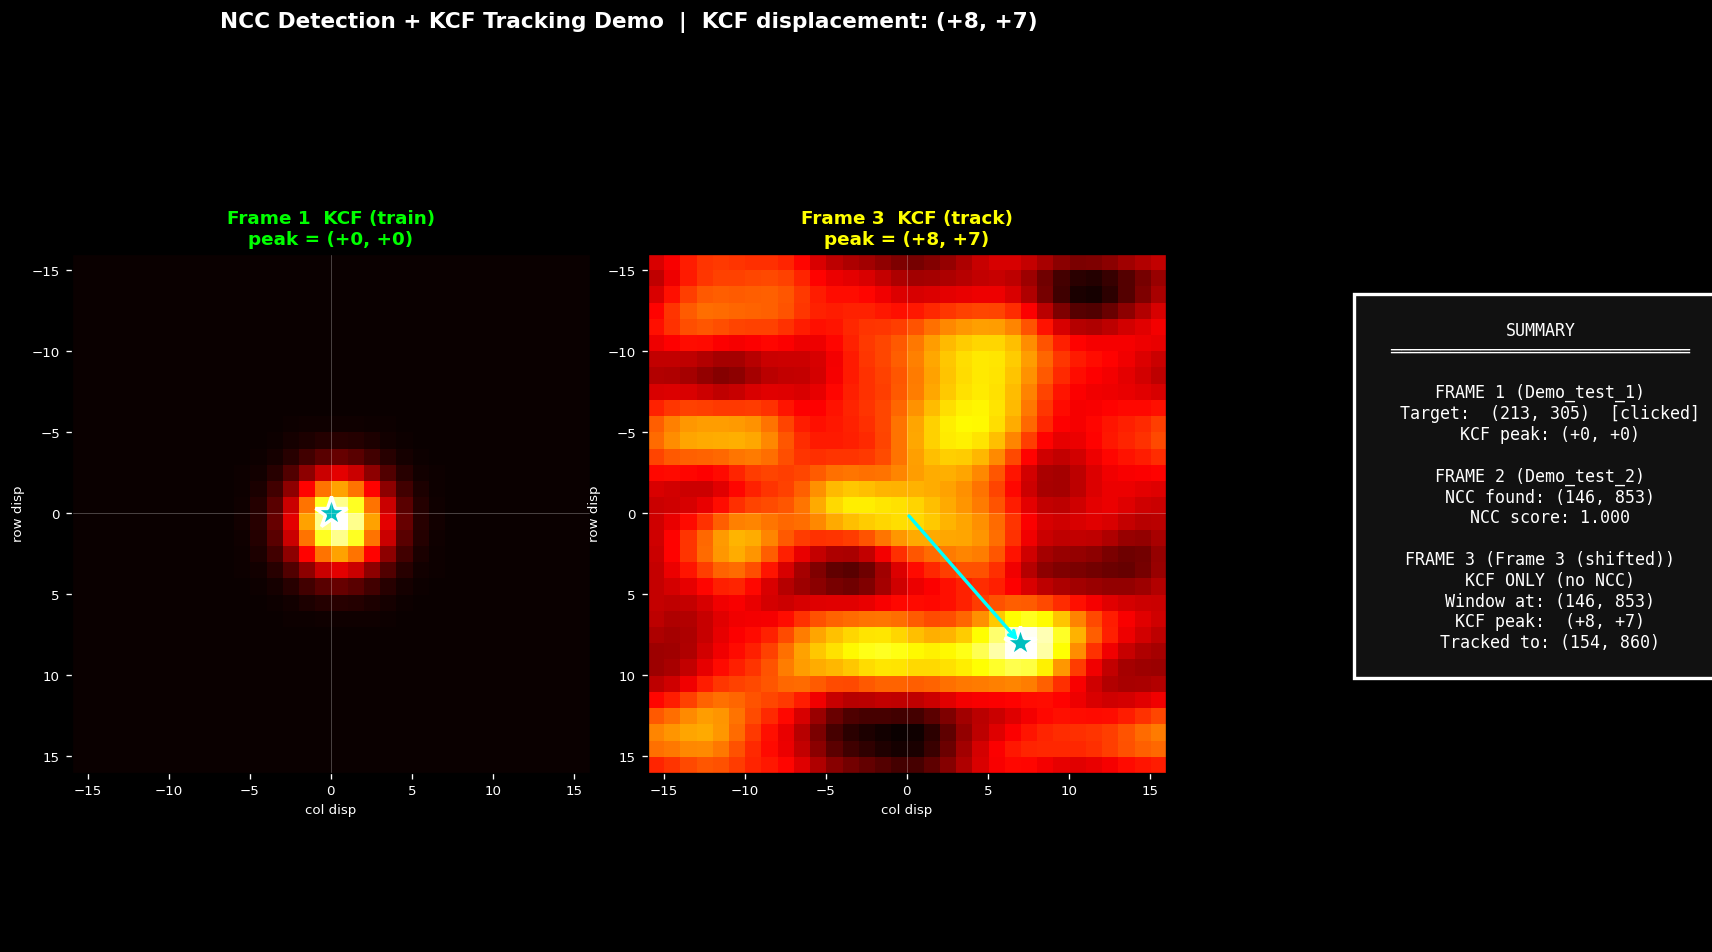 NCC Detection + KCF Tracking Demo | KCF displacement: (+8, +7)
Frame 1 KCF (train)
peak = (+0, +0)
−15
−10
−5
0
5
10
15
row disp
−15
−10
−5
0
5
10
15
col disp
Frame 3 KCF (track)
peak = (+8, +7)
−15
−10
−5
0
5
10
15
row disp
−15
−10
−5
0
5
10
15
col disp
SUMMARY
══════════════════════════════
FRAME 1 (Demo_test_1)
Target: (213, 305) [clicked]
KCF peak: (+0, +0)
FRAME 2 (Demo_test_2)
NCC found: (146, 853)
NCC score: 1.000
FRAME 3 (Frame 3 (shifted))
KCF ONLY (no NCC)
Window at: (146, 853)
KCF peak: (+8, +7)
Tracked to: (154, 860)